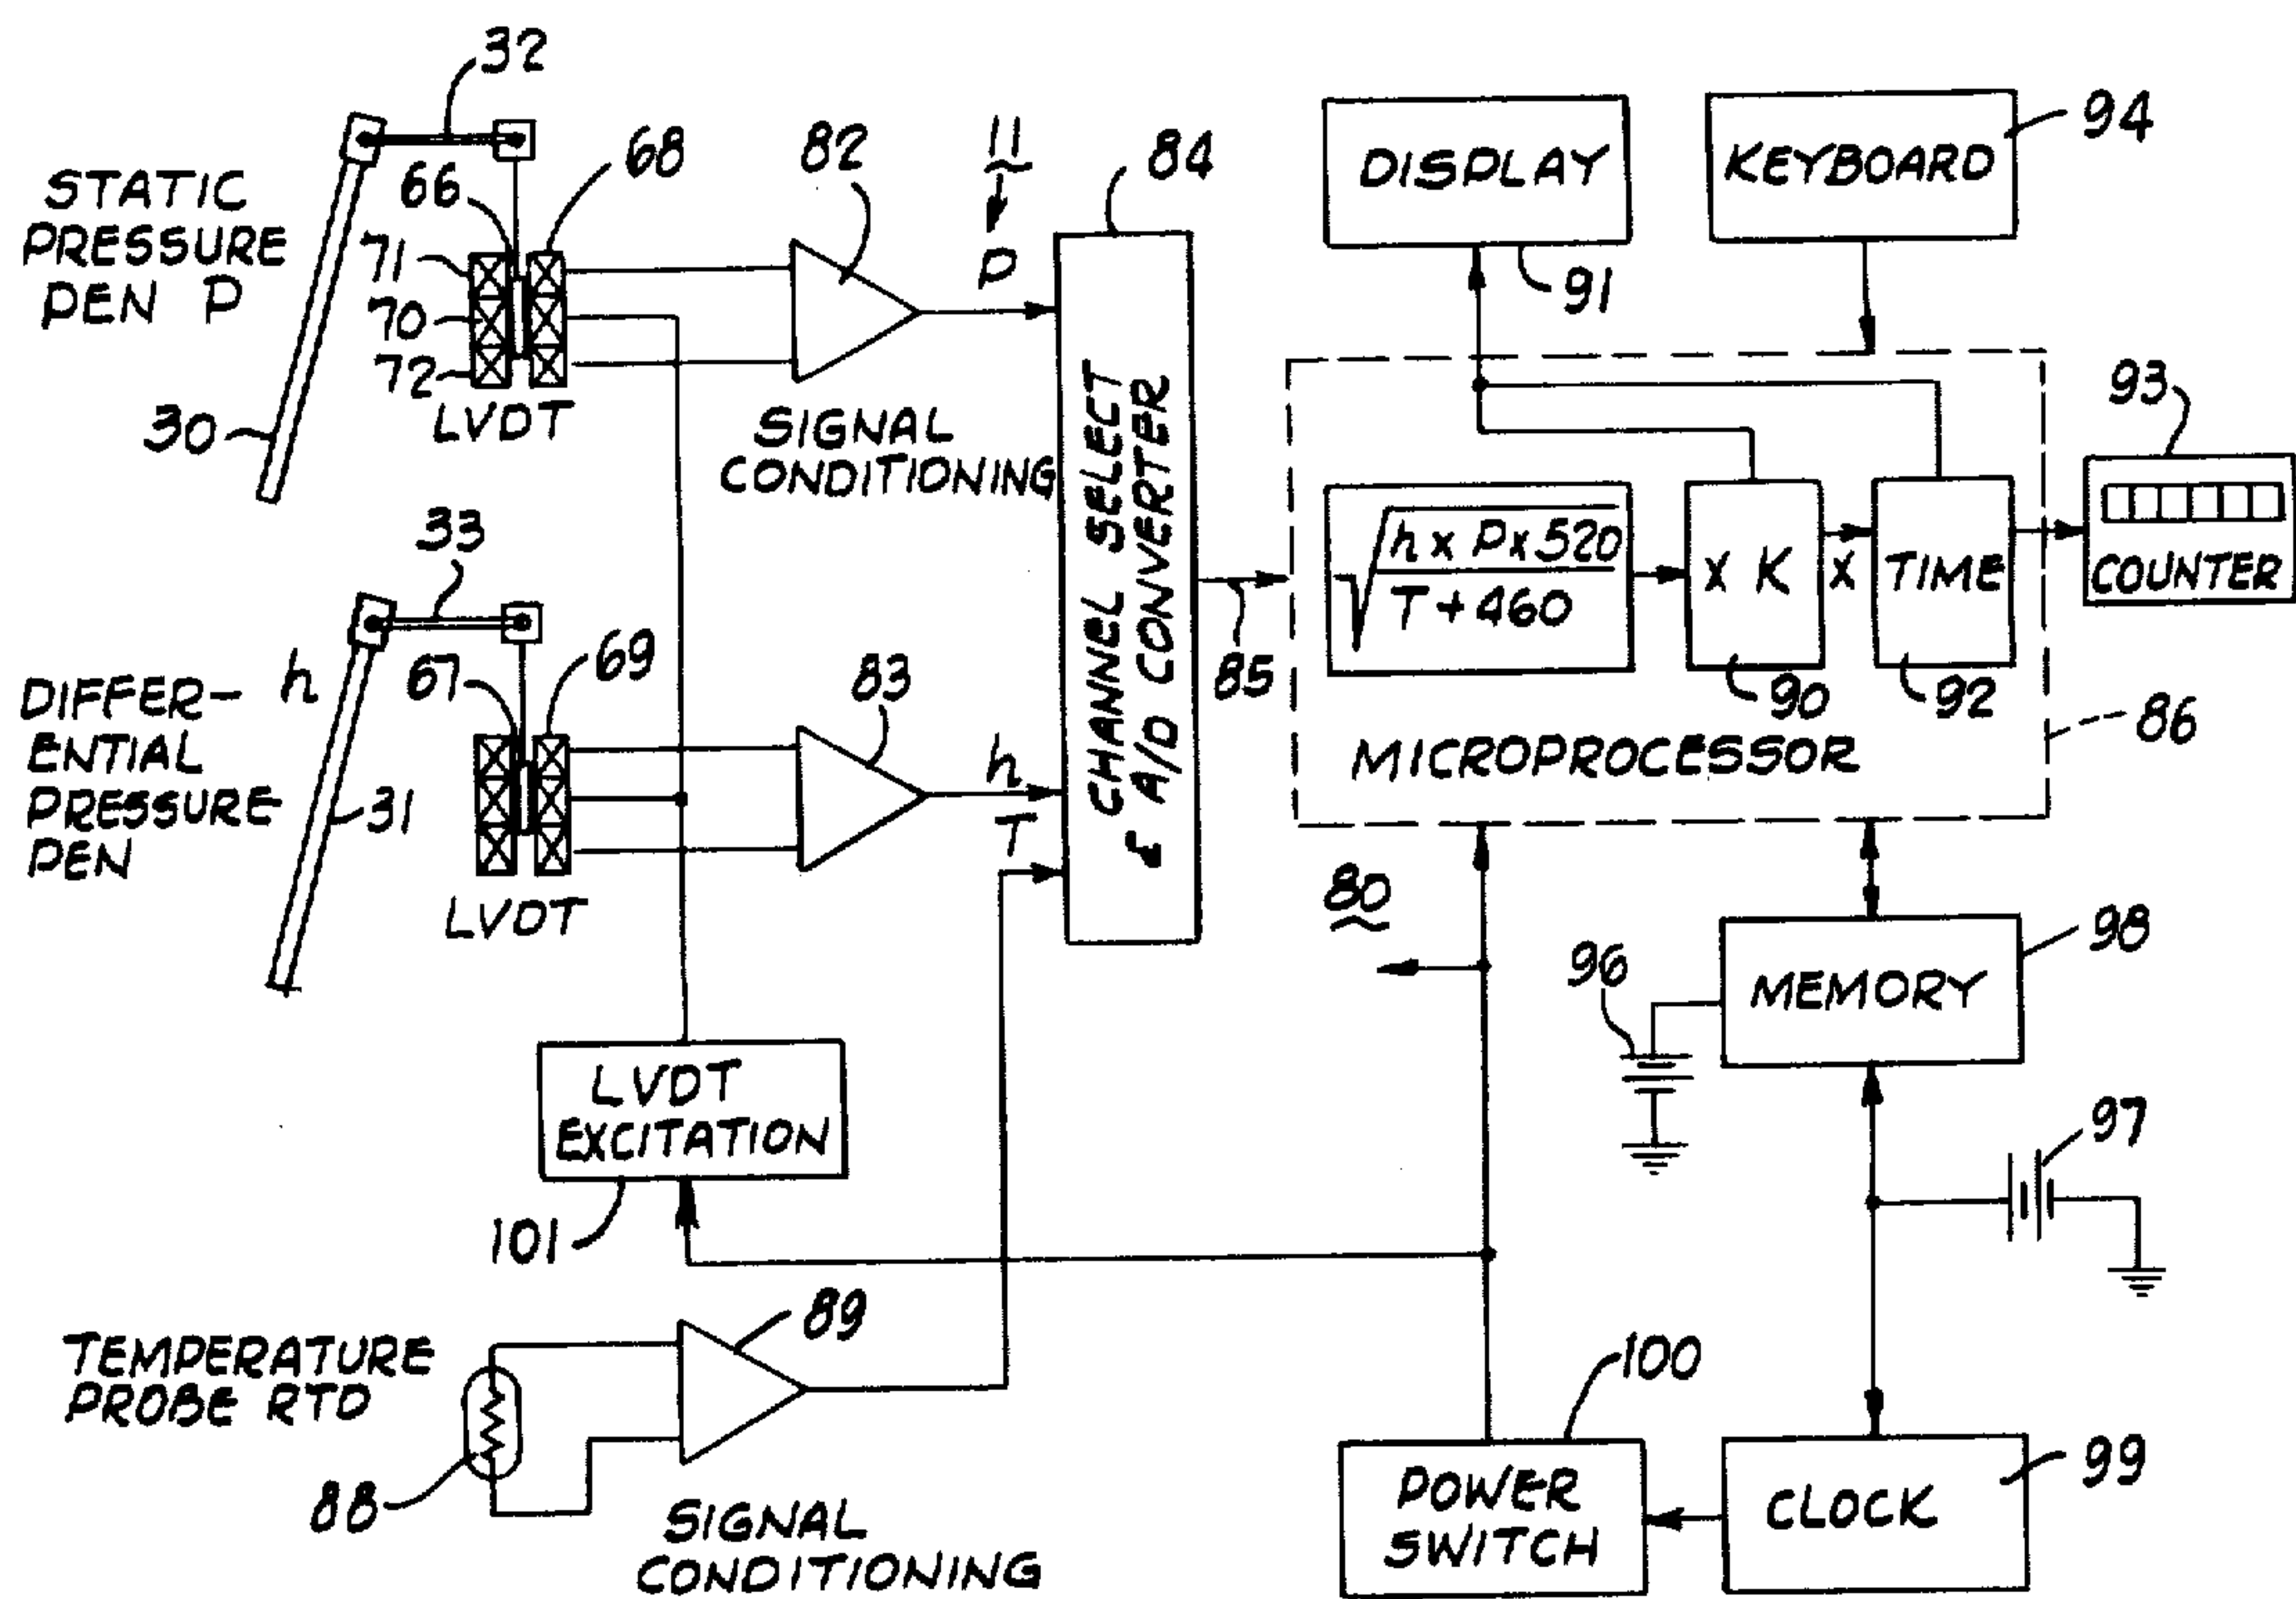 32
STATIC
PRESSURE
PEN P
66
68
71
70
72
LVDT
30
82
SIGNAL
CONDITIONING
11
P
84
CHANNEL SELECT
& A/D CONVERTER
DISPLAY
91
KEYBOARD
94
√
h x P x 520
T + 460
x K
x
TIME
93
COUNTER
90
92
86
MICROPROCESSOR
85
33
h
DIFFER-
ENTIAL
PRESSURE
PEN
31
67
69
LVDT
83
h
T
80
96
MEMORY
98
97
LVDT
EXCITATION
101
TEMPERATURE
PROBE RTD
88
89
SIGNAL
CONDITIONING
100
POWER
SWITCH
CLOCK
99